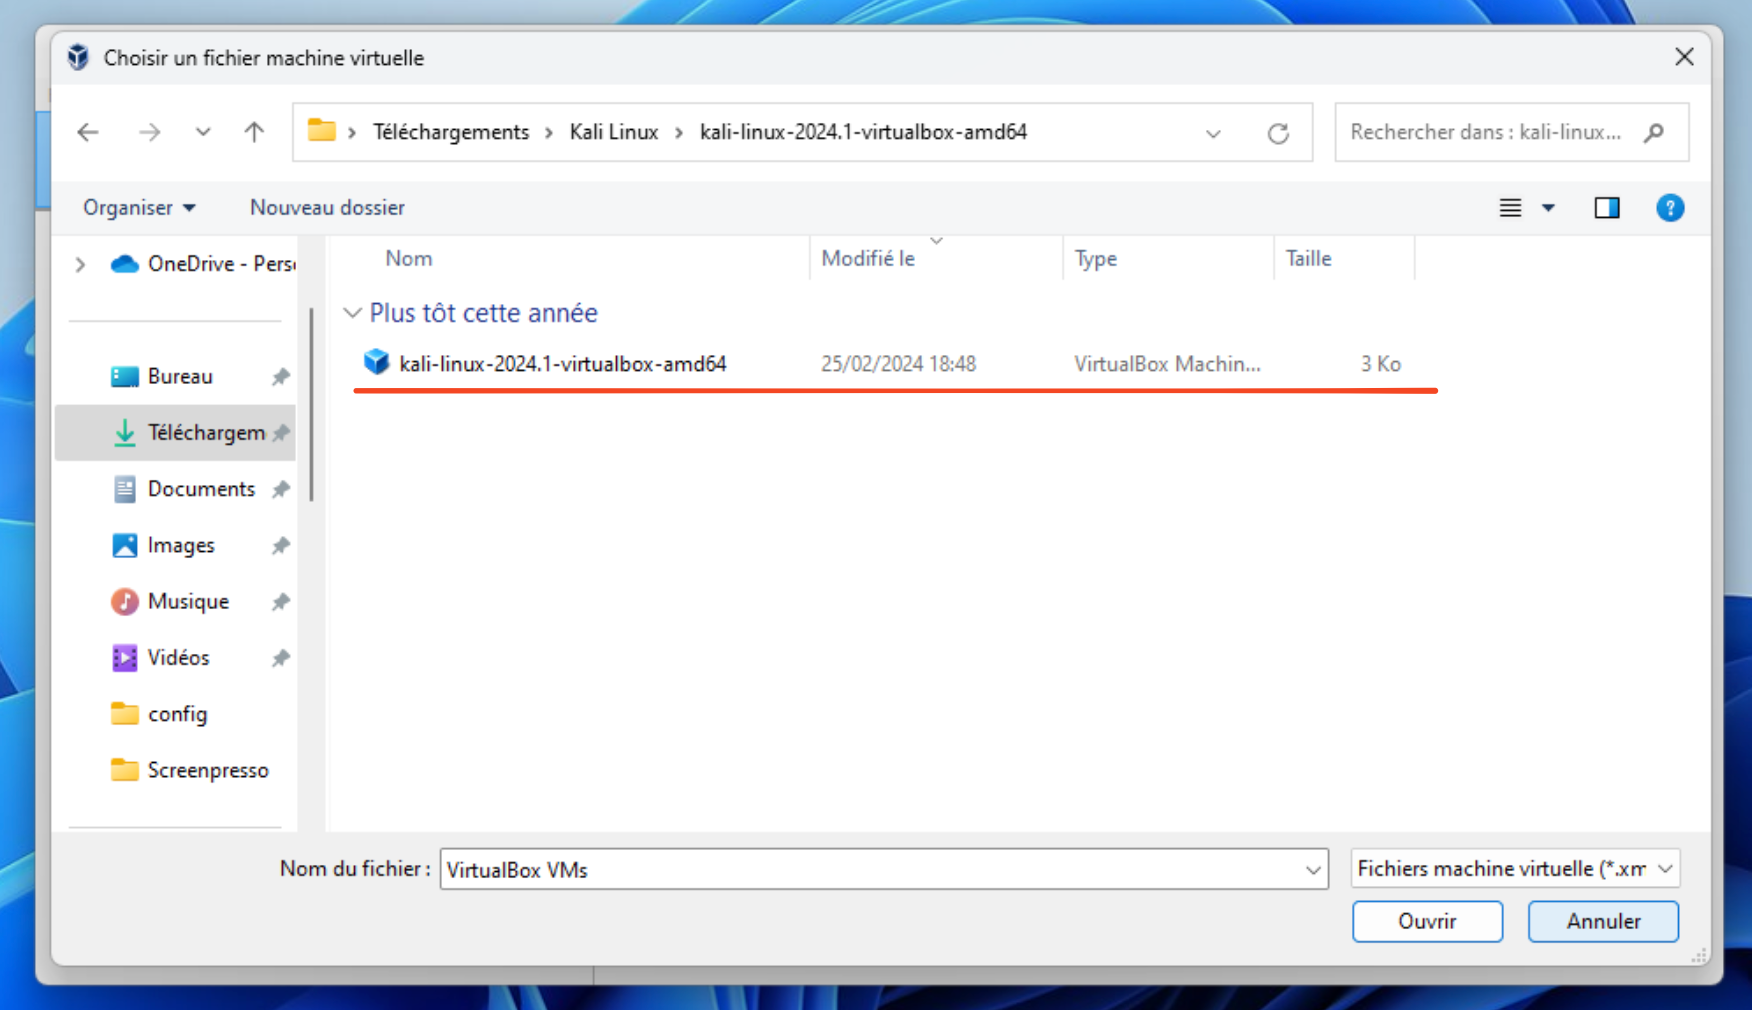 Choisir un fichier machine virtuelle
Téléchargements > Kali Linux > kali-linux-2024.1-virtualbox-amd64
Rechercher dans : kali-linux...
Organiser
Nouveau dossier
OneDrive - Perso
Bureau
Téléchargem
Documents
Images
Musique
Vidéos
config
Screenpresso
Nom
Modifié le
Type
Taille
Plus tôt cette année
kali-linux-2024.1-virtualbox-amd64
25/02/2024 18:48
VirtualBox Machin...
3 Ko
Nom du fichier :
VirtualBox VMs
Fichiers machine virtuelle (*.xm
Ouvrir
Annuler